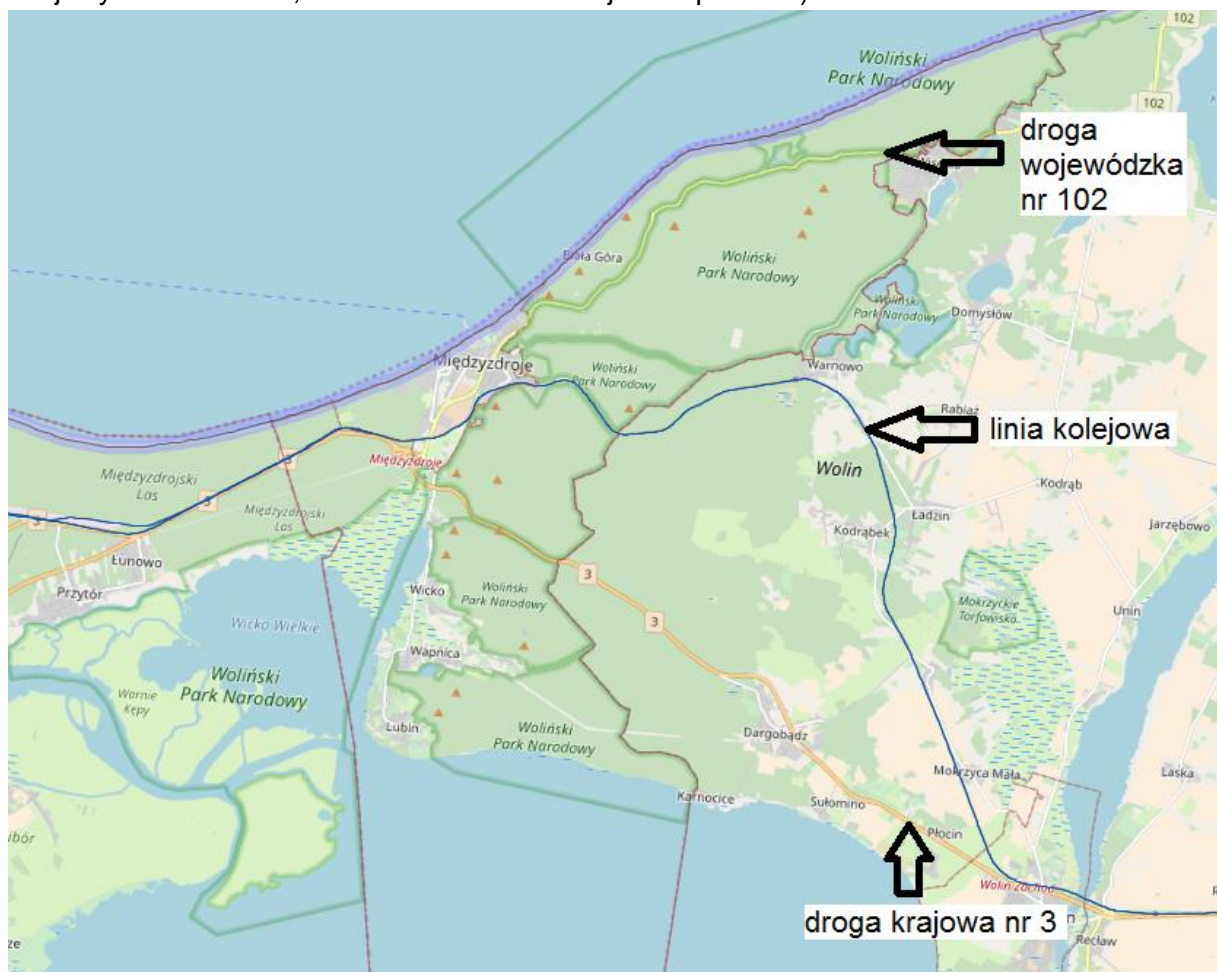 102
Woliński
Park Narodowy
102
droga
wojewódzka
nr 102
Biała Góra
Woliński
Park Narodowy
Woliński
Park Narodowy
Domysłów
Międzyzdroje
Woliński
Park Narodowy
Warnowo
Rabiąż
linia kolejowa
Międzyzdroje
3
Wolin
Międzyzdrojski
Las
Kodrąb
3
3
Międzyzdrojski
Las
Ładzin
Jarzębowo
Kodrąbek
Łunowo
3
Przytór
Wicko
Woliński
Park Narodowy
Mokrzyckie
Torfowiska
Unin
Wicko Wielkie
3
Wapnica
Woliński
Park Narodowy
Warnie
Kępy
Lubin
Woliński
Park Narodowy
Dargobądz
Mokrzyca Mała
Laska
Karnocice
Sułomino
Płocin
Wolin Zachód
droga krajowa nr 3
Recław